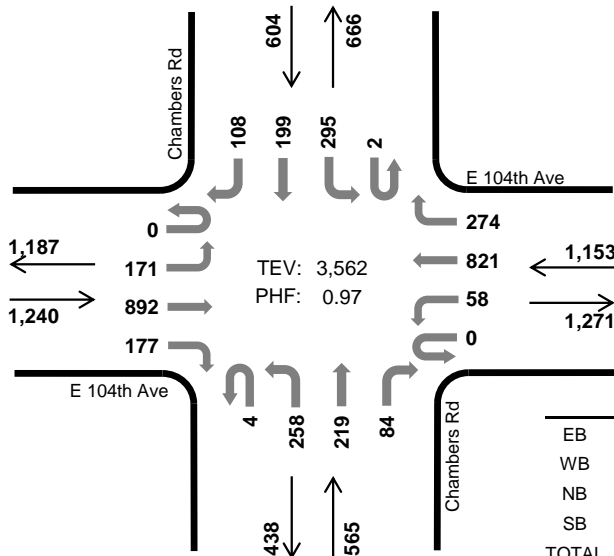 604
666
Chambers Rd
108
199
295
2
E 104th Ave
0
274
1,187
171
TEV: 3,562
821
1,153
1,240
892
PHF: 0.97
58
1,271
177
0
E 104th Ave
4
258
219
84
Chambers Rd
438
565
EB
WB
NB
SB
TOTAL